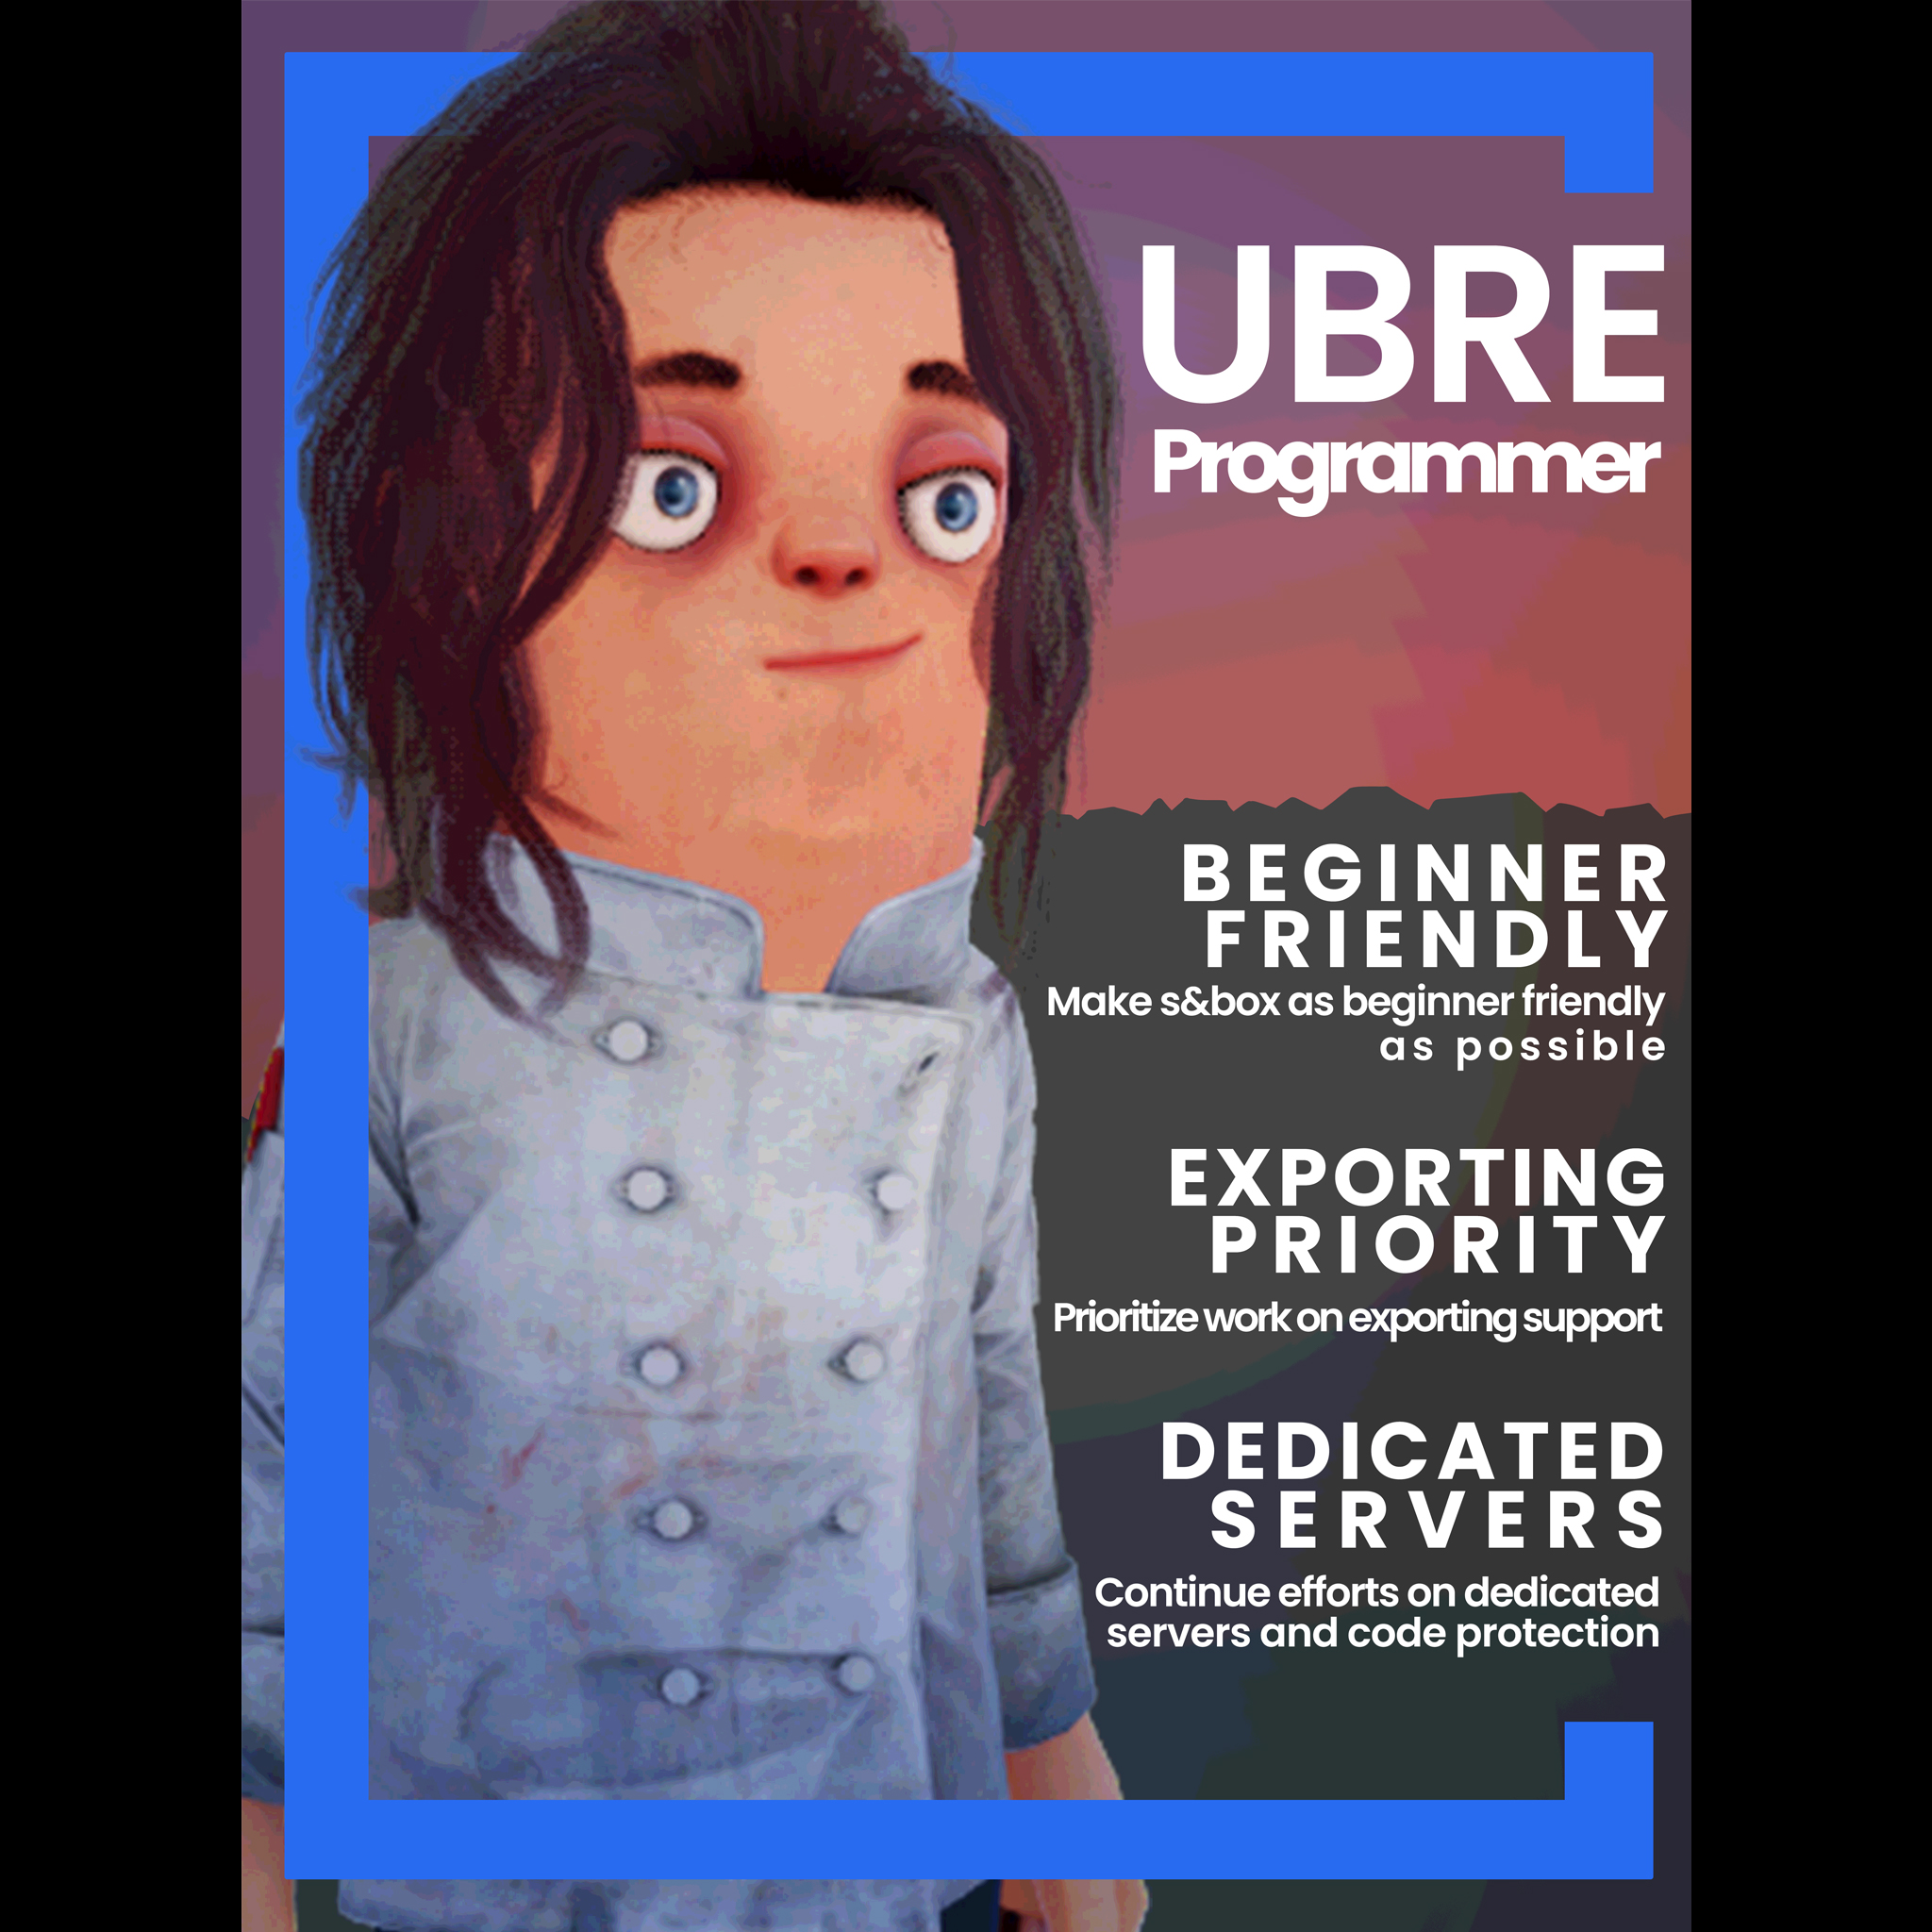 UBRE
Programmer
BEGINNER
FRIENDLY
Make s&box as beginner friendly
as possible
EXPORTING
PRIORITY
Prioritize work on exporting support
DEDICATED
SERVERS
Continue efforts on dedicated
servers and code protection